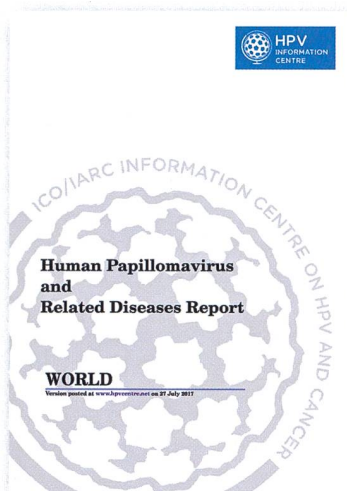 HPV
INFORMATION
CENTRE
ICO/IARC INFORMATION CENTRE ON HPV AND CANCER
Human Papillomavirus
and
Related Diseases Report
WORLD
Version posted at www.hpvcentre.net on 27 July 2017